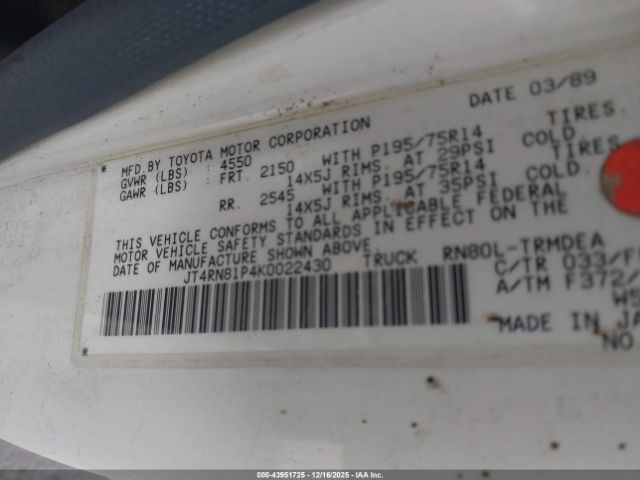 DATE 03/89
MFD.BY TOYOTA MOTOR CORPORATION
GVWR (LBS) : 4550
GAWR (LBS) : FRT. 2150 WITH P195/75R14 TIRES.
14X5J RIMS. AT 29PSI COLD.
RR. 2545 WITH P195/75R14 TIRES
14X5J RIMS. AT 35PSI COLD.
THIS VEHICLE CONFORMS TO ALL APPLICABLE FEDERAL
MOTOR VEHICLE SAFETY STANDARDS IN EFFECT ON THE
DATE OF MANUFACTURE SHOWN ABOVE.
JT4RN81P4K0022430 TRUCK RN80L-TRMDEA
C/TR 033/F
A/TM F372/
MADE IN JA
NO
000-43951725 - 12/16/2025 - IAA Inc.